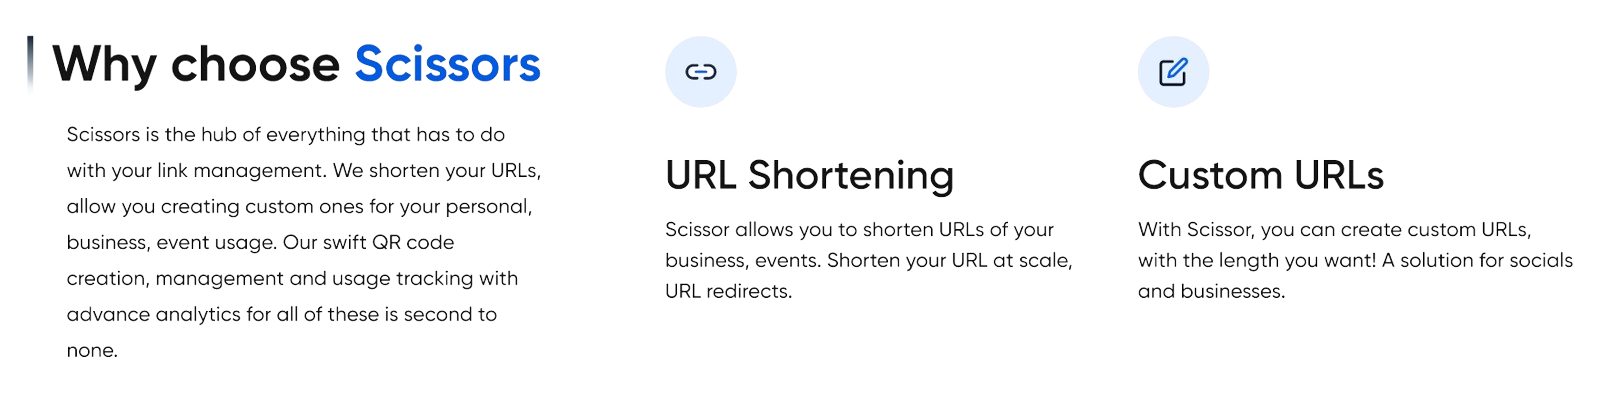 Why choose Scissors
Scissors is the hub of everything that has to do
with your link management. We shorten your URLs,
allow you creating custom ones for your personal,
business, event usage. Our swift QR code
creation, management and usage tracking with
advance analytics for all of these is second to
none.
URL Shortening
Scissor allows you to shorten URLs of your
business, events. Shorten your URL at scale,
URL redirects.
Custom URLs
With Scissor, you can create custom URLs,
with the length you want! A solution for socials
and businesses.